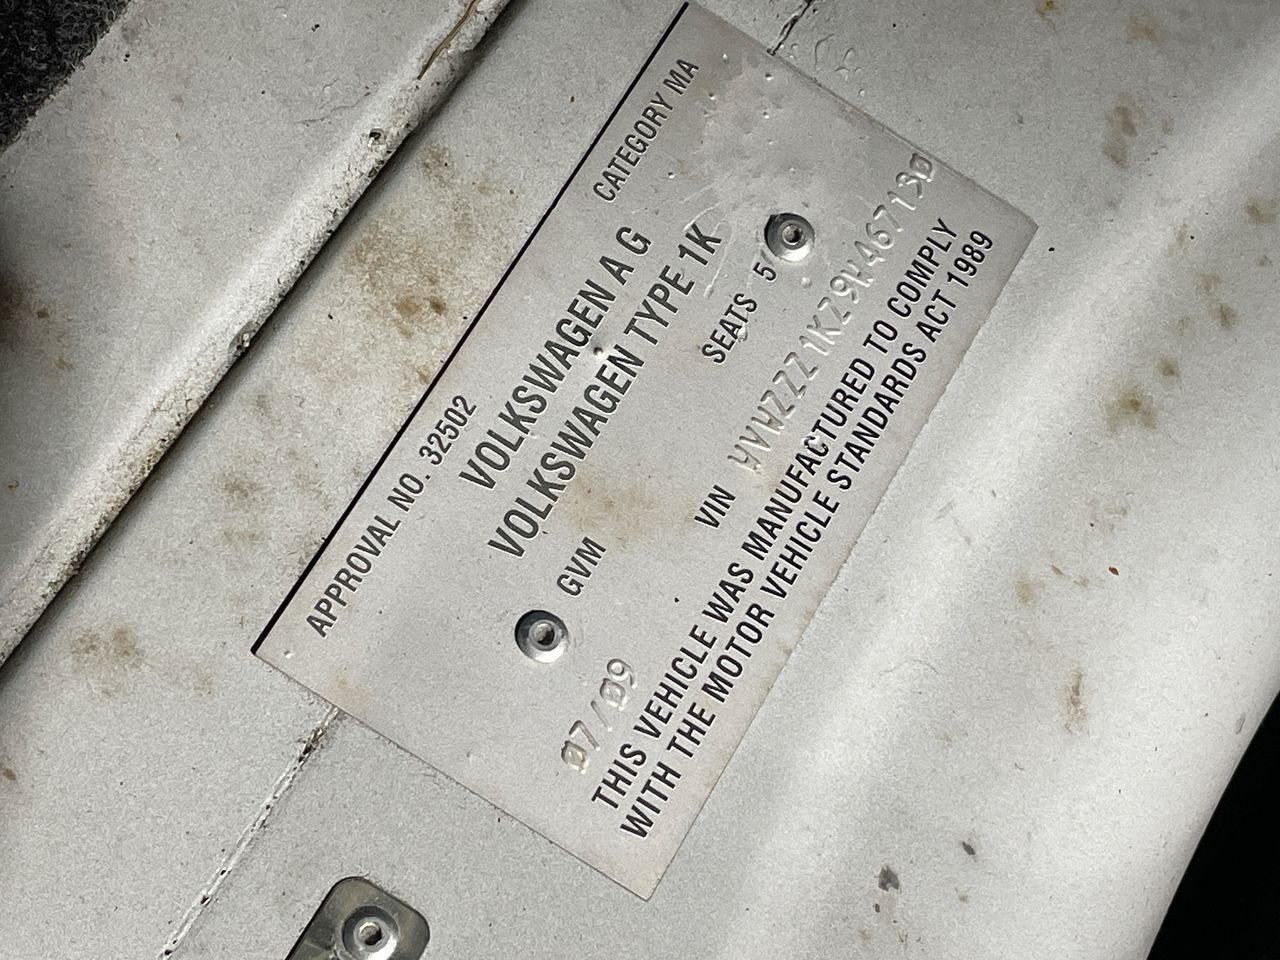 APPROVAL NO. 32502 CATEGORY MA
VOLKSWAGEN A G
VOLKSWAGEN TYPE 1K
GVM SEATS 5
07/09 VIN WVWZZZ1KZ9W467130
THIS VEHICLE WAS MANUFACTURED TO COMPLY
WITH THE MOTOR VEHICLE STANDARDS ACT 1989